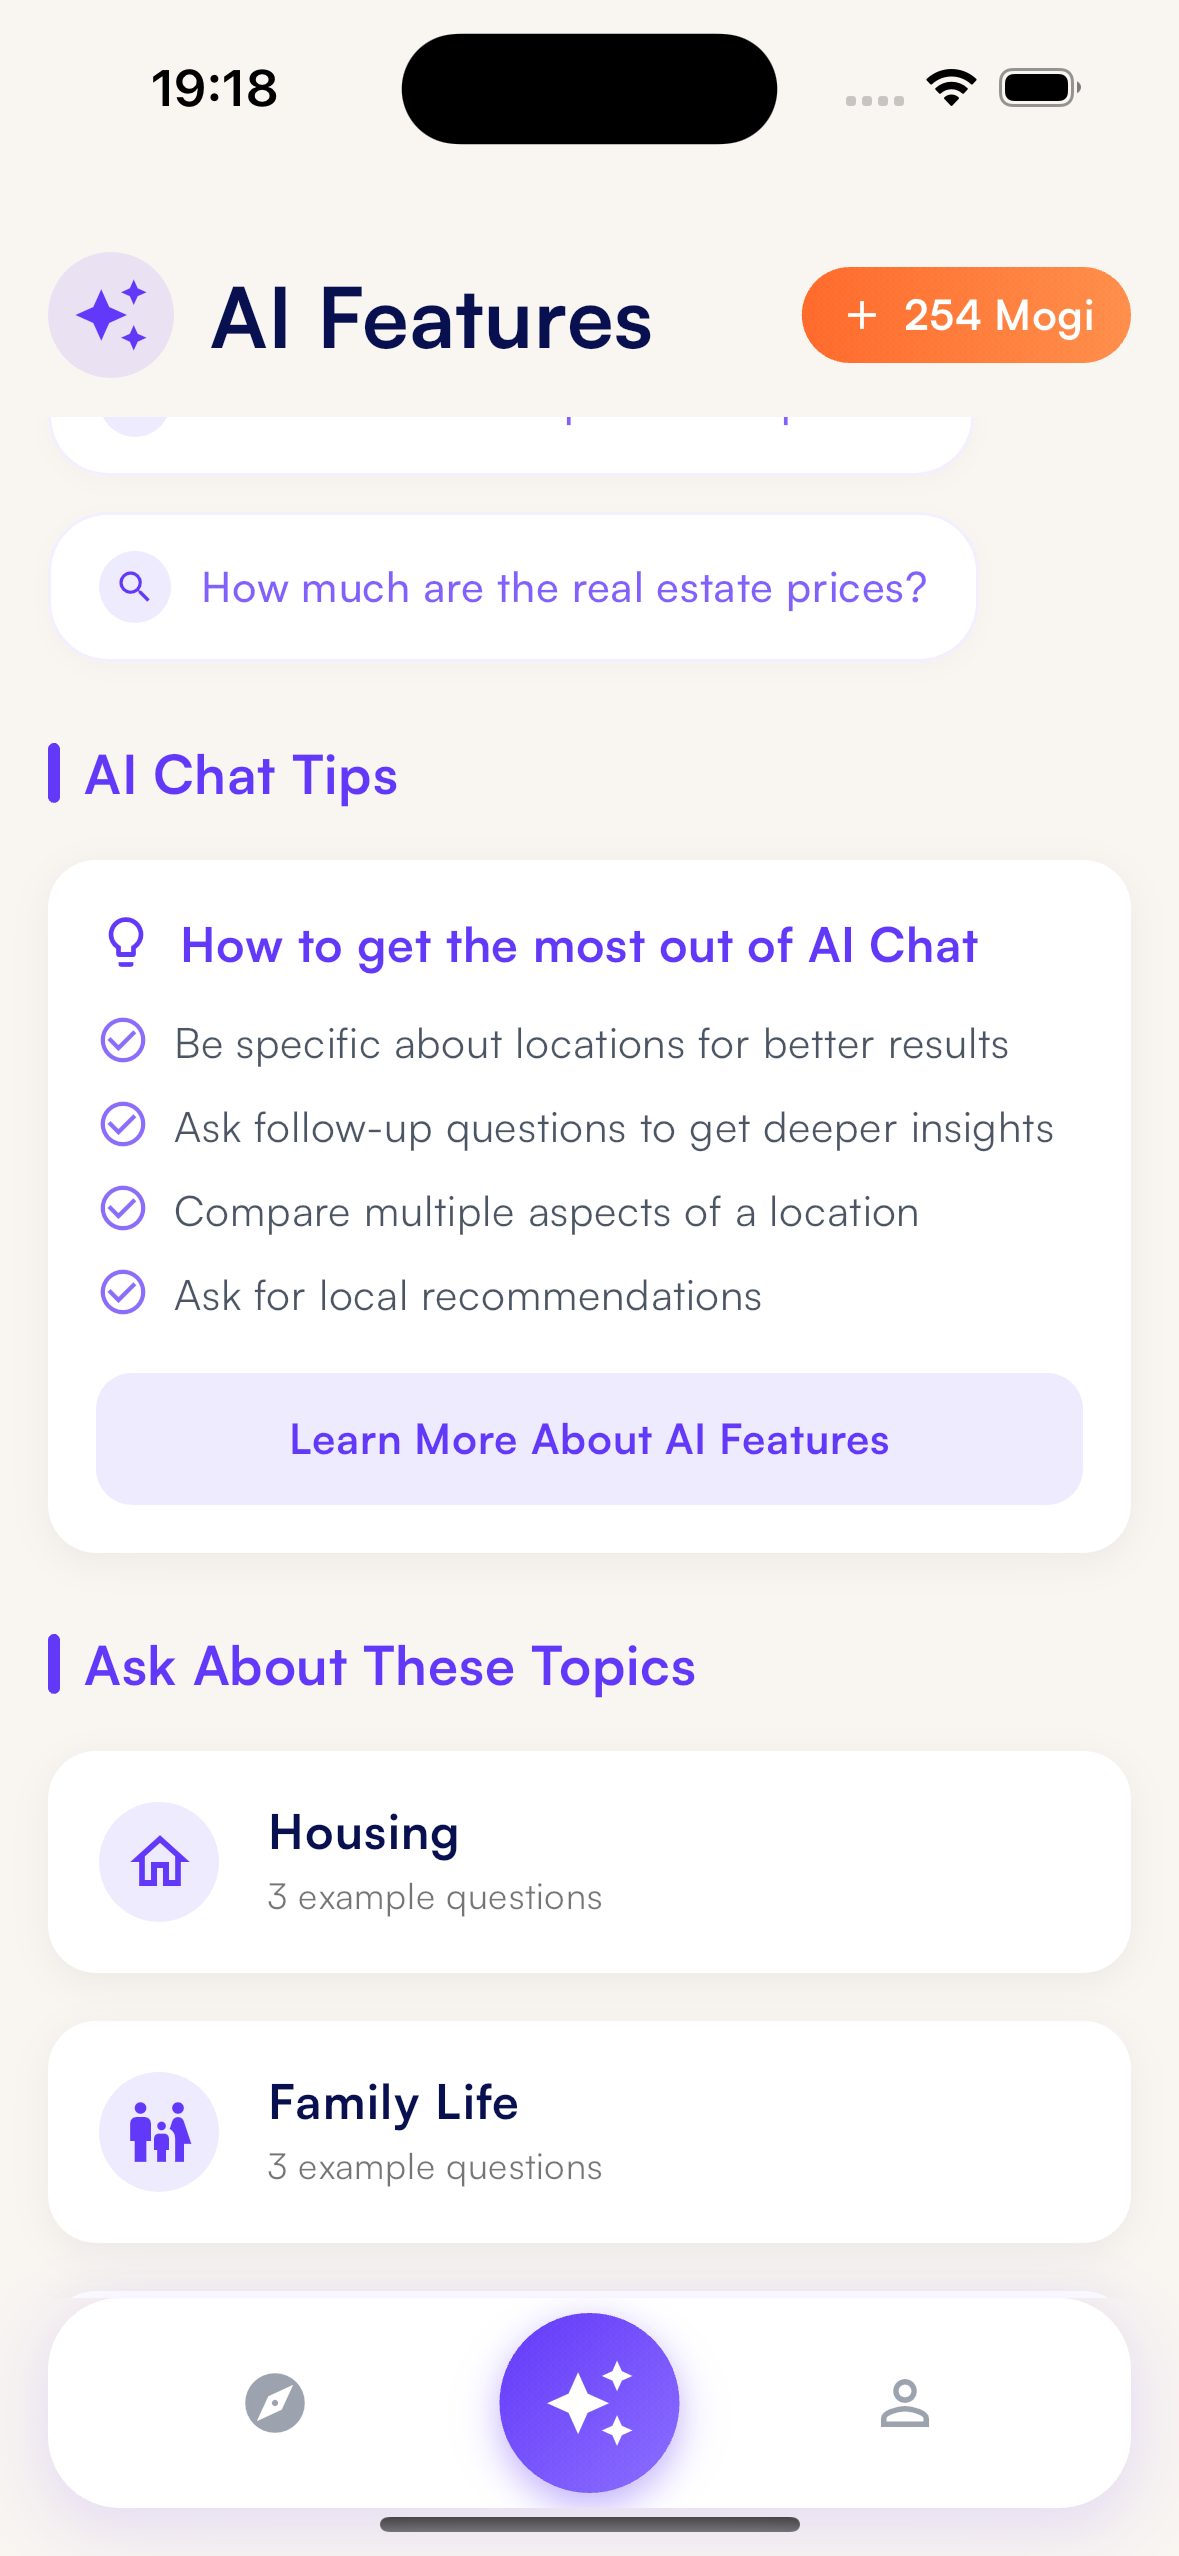 19:18
AI Features
+ 254 Mogi
How much are the real estate prices?
AI Chat Tips
How to get the most out of AI Chat
Be specific about locations for better results
Ask follow-up questions to get deeper insights
Compare multiple aspects of a location
Ask for local recommendations
Learn More About AI Features
Ask About These Topics
Housing
3 example questions
Family Life
3 example questions